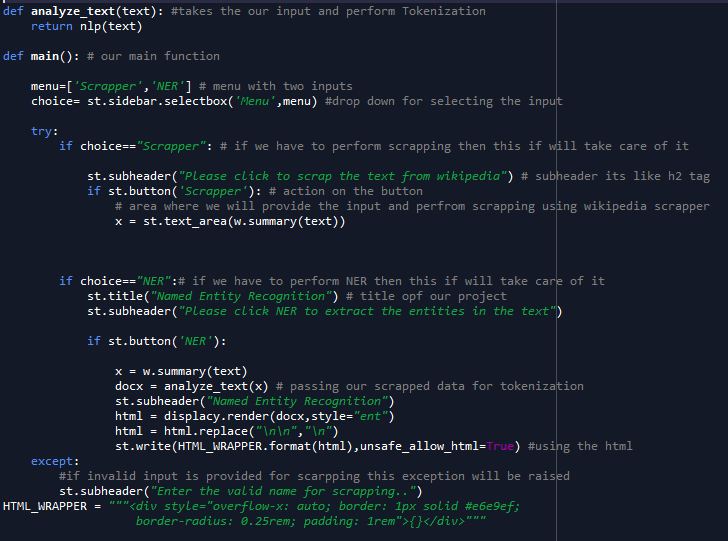 def analyze_text(text): #takes the our input and perform Tokenization
    return nlp(text)

def main(): # our main function

    menu=['Scrapper','NER'] # menu with two inputs
    choice= st.sidebar.selectbox('Menu',menu) #drop down for selecting the input

    try:
        if choice=="Scrapper": # if we have to perform scrapping then this if will take care of it

            st.subheader("Please click to scrap the text from wikipedia") # subheader its like h2 tag
            if st.button('Scrapper'): # action on the button
                # area where we will provide the input and perfrom scrapping using wikipedia scrapper
                x = st.text_area(w.summary(text))

        if choice=="NER":# if we have to perform NER then this if will take care of it
            st.title("Named Entity Recognition") # title opf our project
            st.subheader("Please click NER to extract the entities in the text")

            if st.button('NER'):

                x = w.summary(text)
                docx = analyze_text(x) # passing our scrapped data for tokenization
                st.subheader("Named Entity Recognition")
                html = displacy.render(docx,style="ent")
                html = html.replace("\n\n","\n")
                st.write(HTML_WRAPPER.format(html),unsafe_allow_html=True) #using the html
    except:
        #if invalid input is provided for scarpping this exception will be raised
        st.subheader("Enter the valid name for scrapping..")
HTML_WRAPPER = """<div style="overflow-x: auto; border: 1px solid #e6e9ef;
                   border-radius: 0.25rem; padding: 1rem">{}</div>"""